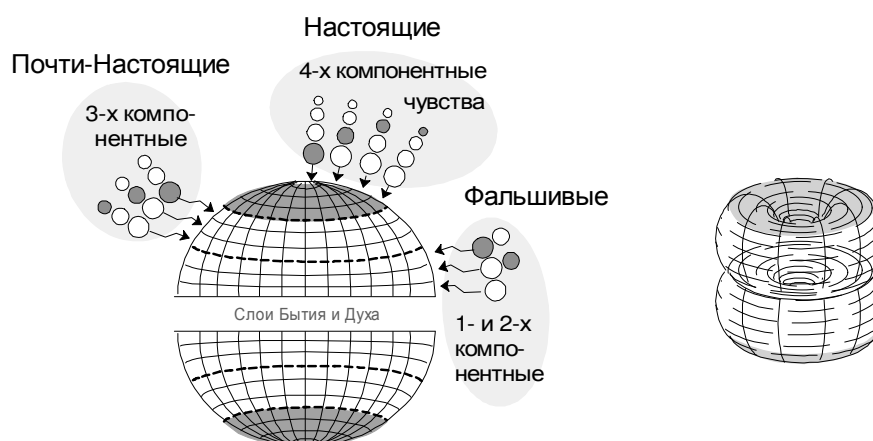 Настоящие
4-х компонентные
чувства
Почти-Настоящие
3-х компо-
нентные
Фальшивые
1- и 2-х
компо-
нентные
Слои Бытия и Духа